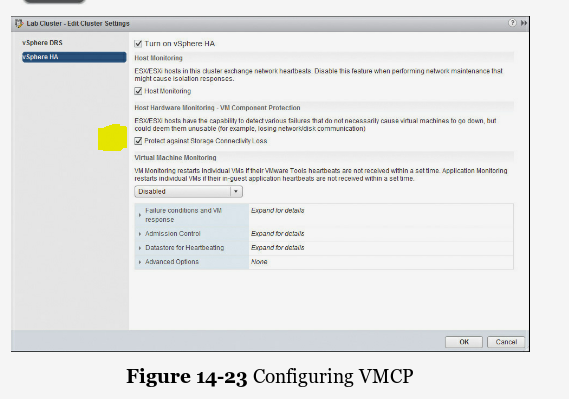 Lab Cluster - Edit Cluster Settings
vSphere DRS
vSphere HA
Turn on vSphere HA
Host Monitoring
ESX/ESXi hosts in this cluster exchange network heartbeats. Disable this feature when performing network maintenance that
might cause isolation responses.
Host Monitoring
Host Hardware Monitoring - VM Component Protection
ESX/ESXi hosts have the capability to detect various failures that do not necessarily cause virtual machines to go down, but
could deem them unusable (for example, losing network/disk communication)
Protect against Storage Connectivity Loss
Virtual Machine Monitoring
VM Monitoring restarts individual VMs if their VMware Tools heartbeats are not received within a set time. Application Monitoring
restarts individual VMs if their in-guest application heartbeats are not received within a set time.
Disabled
Failure conditions and VM
response
Expand for details
Admission Control
Expand for details
Datastore for Heartbeating
Expand for details
Advanced Options
None
OK
Cancel
Figure 14-23 Configuring VMCP